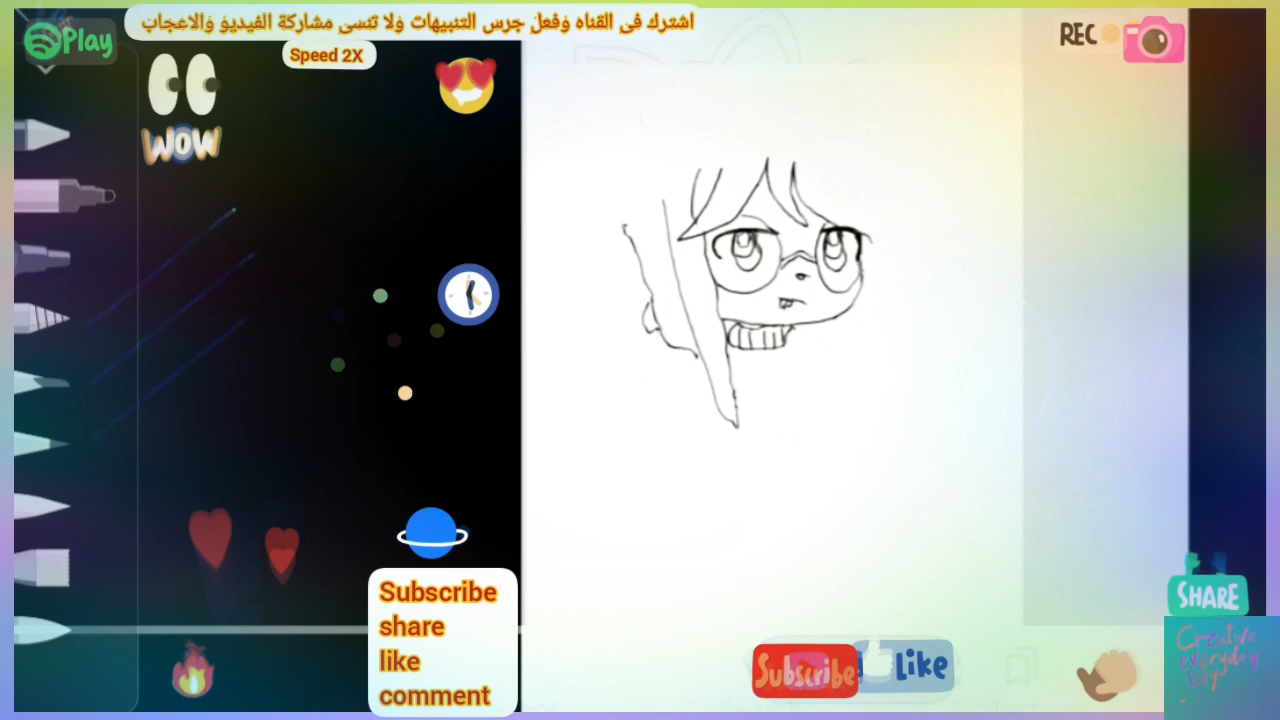 اشترك فى القناه وفعل جرس التنبيهات ولا تنسى مشاركة الفيديو والاعجاب
Play
Speed 2X
REC
WOW
Subscribe
share
like
comment
SHARE
Creative
everyday
Diy
Subscribe
Like